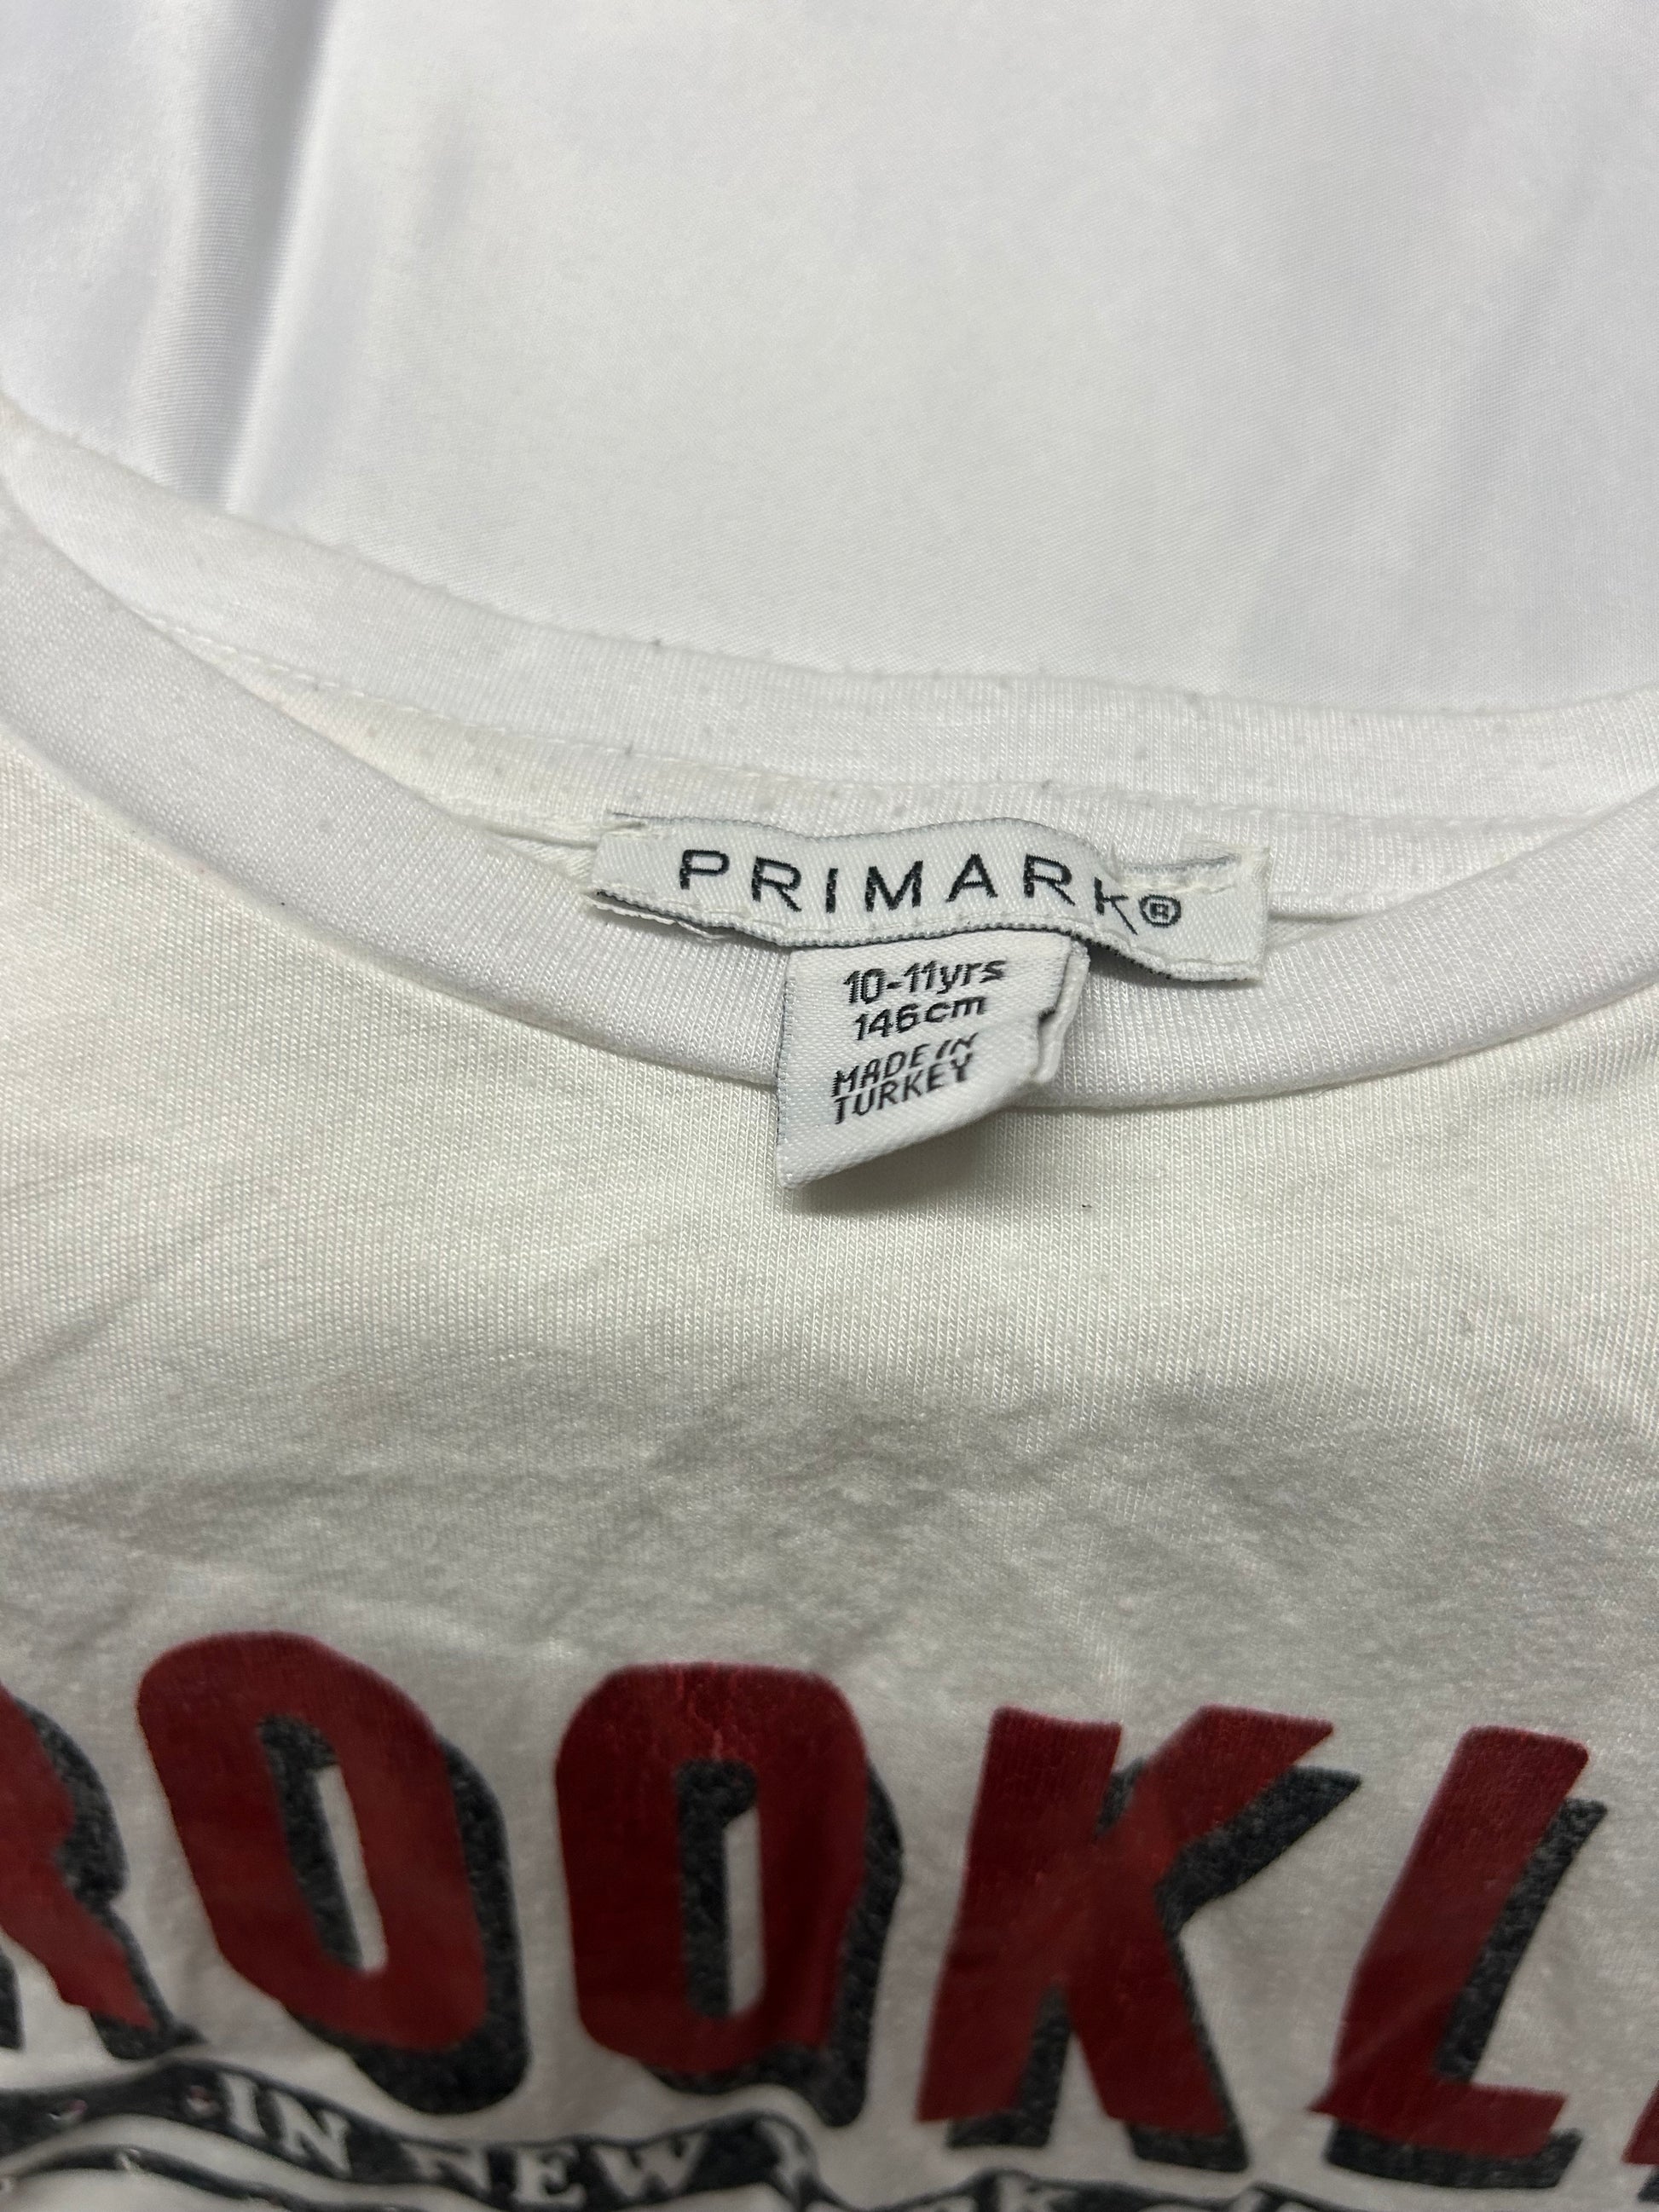 PRIMARK®
10-11yrs
146cm
MADE IN
TURKEY
ROOKL
IN NEW